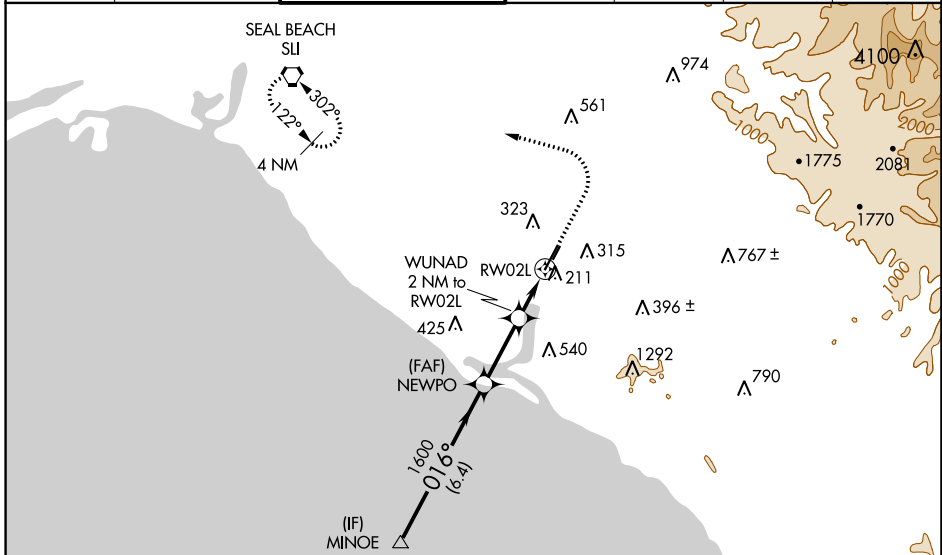 SEAL BEACH
SLI
302°
122°
4 NM
974
4100
561
1000
2000
1775
2081
1770
323
315
767 ±
WUNAD
2 NM to
RW02L
RW02L
211
1000
396 ±
425
540
1292
790
(FAF)
NEWPO
1600
016°
(6.4)
(IF)
MINOE